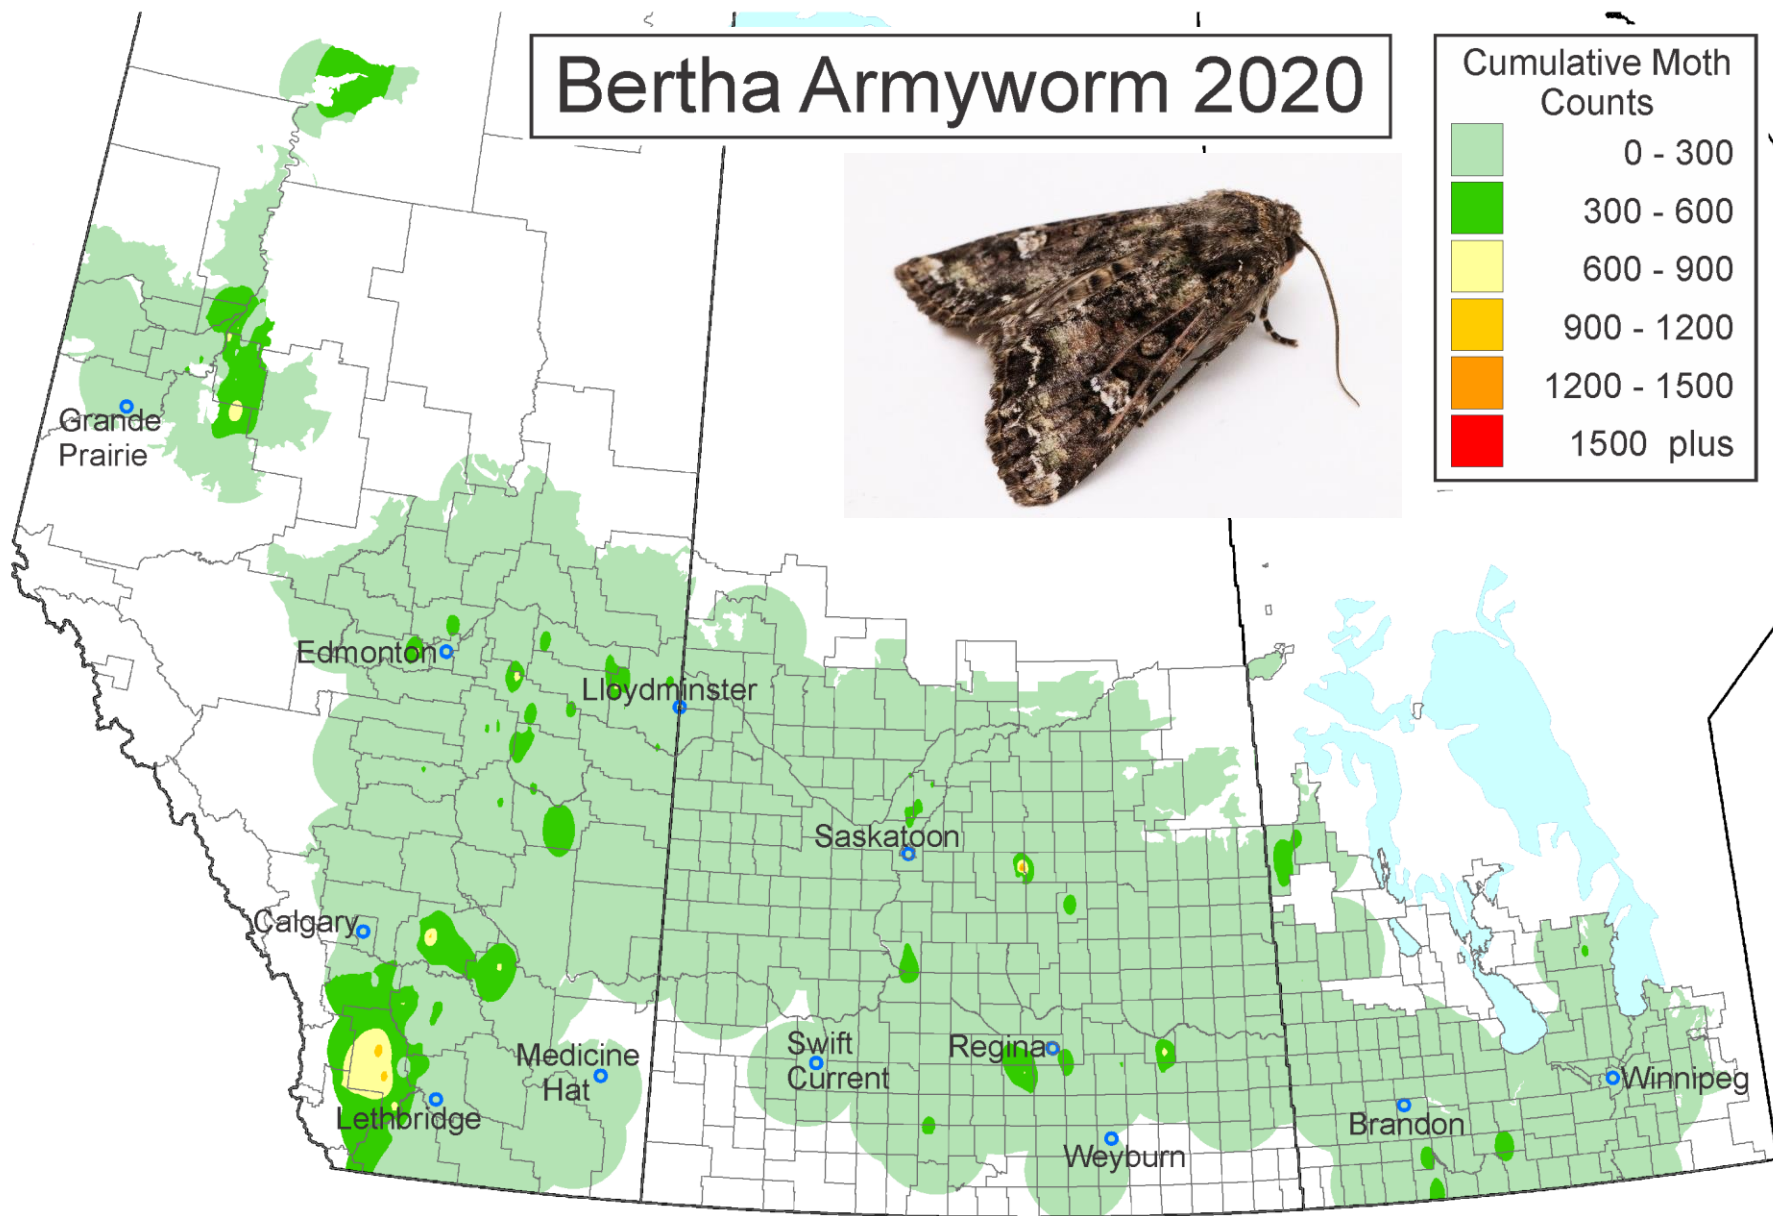 Bertha Armyworm 2020
Cumulative Moth
Counts
0 - 300
300 - 600
600 - 900
900 - 1200
1200 - 1500
1500 plus
Grande
Prairie
Edmonton
Lloydminster
Saskatoon
Calgary
Medicine
Hat
Lethbridge
Swift
Current
Regina
Weyburn
Brandon
Winnipeg